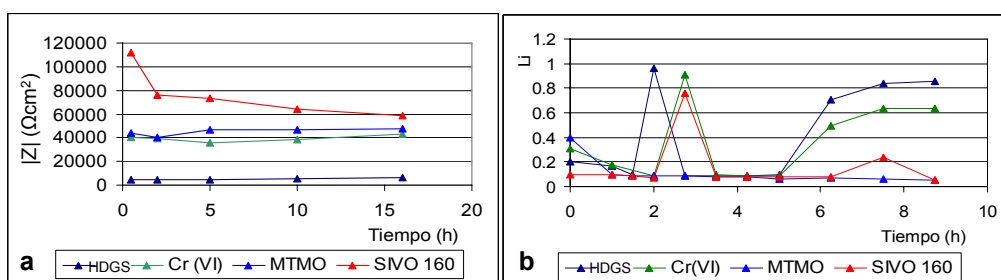 120000
100000
80000
60000
40000
20000
0
|Z| (Ωcm²)
0
5
10
15
20
Tiempo (h)
a
HDGS
Cr (VI)
MTMO
SIVO 160
1.2
1
0.8
0.6
0.4
0.2
0
Li
0
2
4
6
8
10
Tiempo (h)
b
HDGS
Cr(VI)
MTMO
SIVO 160